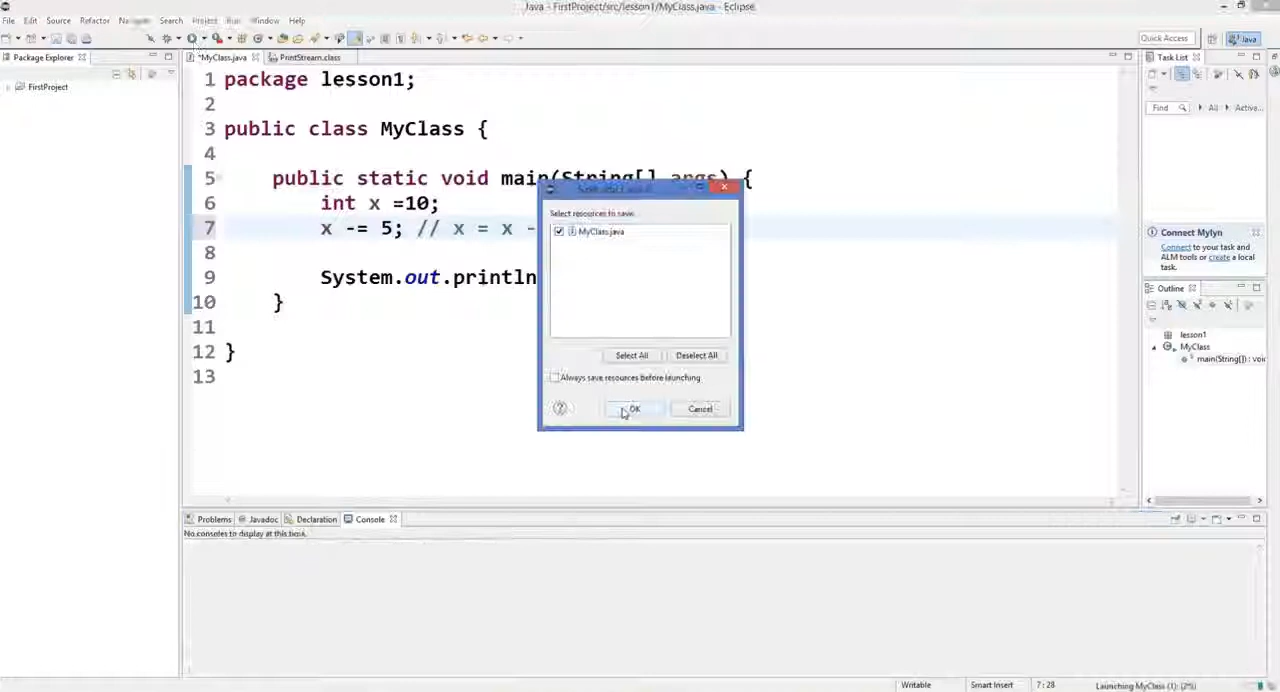 Java - FirstProject/src/lesson1/MyClass.java - Eclipse
File Edit Source Refactor Navigate Search Project Run Window Help
Quick Access
Java
Package Explorer
*MyClass.java
PrintStream.class
Task List
FirstProject
Find
All
Activa...
1 package lesson1;
2
3 public class MyClass {
4
5 public static void main(String[] args) {
6 int x =10;
7 x -= 5; // x = x -
8
9 System.out.println
10 }
11
12 }
13
Select resources to save:
MyClass.java
Select All
Deselect All
Always save resources before launching
OK
Cancel
Connect Mylyn
Connect to your task and
ALM tools or create a local
task.
Outline
lesson1
MyClass
main(String[]) : voi
Problems
Javadoc
Declaration
Console
No consoles to display at this time.
Writable
Smart Insert
7:28
Launching MyClass (1):